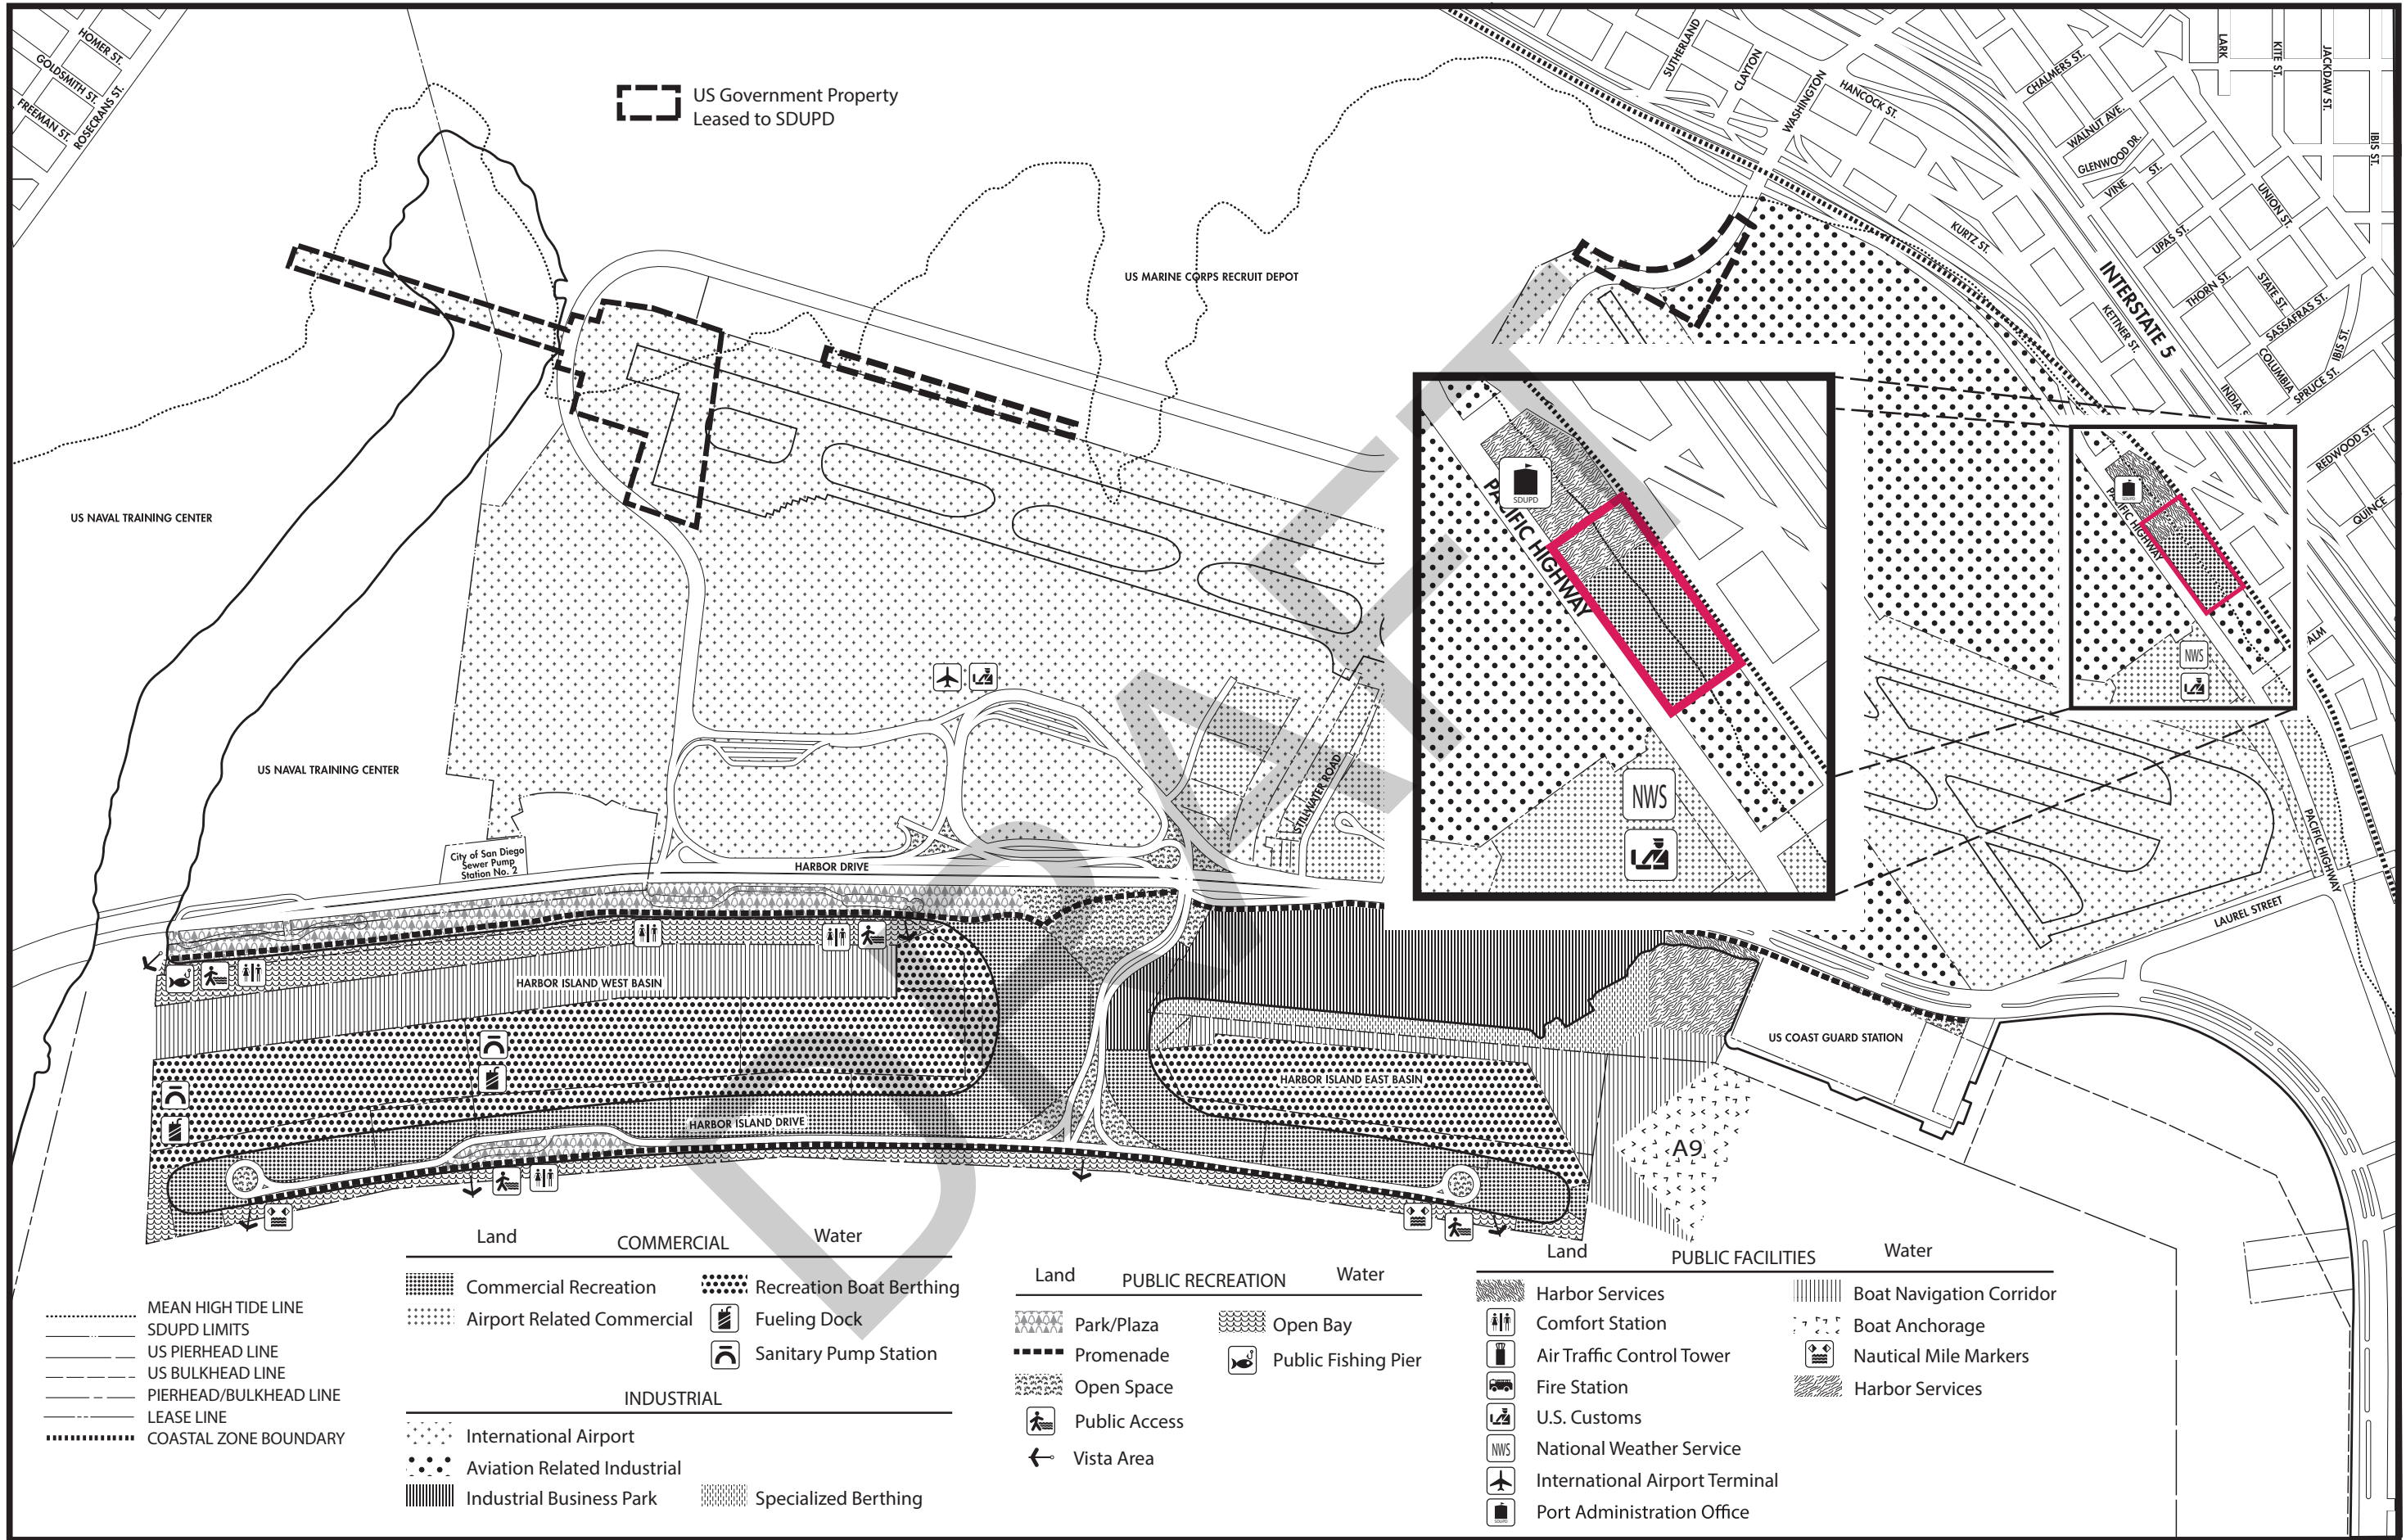 HOMER ST.
GOLDSMITH ST.
FREEMAN ST.
ROSECRANS ST.
US Government Property
Leased to SDUPD
SUTHERLAND
CLAYTON
WASHINGTON
HANCOCK ST.
KURTZ ST.
CHALMERS ST.
LARK
KITE ST.
JACKDAW ST.
IBIS ST.
WALNUT AVE.
GLENWOOD DR.
VINE ST.
UNION ST.
UPAS ST.
THORN ST.
STATE ST.
SASSAFRAS ST.
IBIS ST.
COLUMBIA
SPRUCE ST.
INTERSTATE 5
KETTNER ST.
INDIA S
REDWOOD ST.
QUINCE
US MARINE CORPS RECRUIT DEPOT
US NAVAL TRAINING CENTER
US NAVAL TRAINING CENTER
SDUPD
PACIFIC HIGHWAY
NWS
PACIFIC HIGHWAY
NWS
ALM
PACIFIC HIGHWAY
LAUREL STREET
STILLWATER ROAD
City of San Diego
Sewer Pump
Station No. 2
HARBOR DRIVE
HARBOR ISLAND WEST BASIN
HARBOR ISLAND EAST BASIN
HARBOR ISLAND DRIVE
US COAST GUARD STATION
A9
DRAFT
MEAN HIGH TIDE LINE
SDUPD LIMITS
US PIERHEAD LINE
US BULKHEAD LINE
PIERHEAD/BULKHEAD LINE
LEASE LINE
COASTAL ZONE BOUNDARY
Land COMMERCIAL Water
Commercial Recreation Recreation Boat Berthing
Airport Related Commercial Fueling Dock
Sanitary Pump Station
INDUSTRIAL
International Airport
Aviation Related Industrial
Industrial Business Park Specialized Berthing
Land PUBLIC RECREATION Water
Park/Plaza Open Bay
Promenade Public Fishing Pier
Open Space
Public Access
Vista Area
Land PUBLIC FACILITIES Water
Harbor Services Boat Navigation Corridor
Comfort Station Boat Anchorage
Air Traffic Control Tower Nautical Mile Markers
Fire Station Harbor Services
U.S. Customs
NWS National Weather Service
International Airport Terminal
Port Administration Office